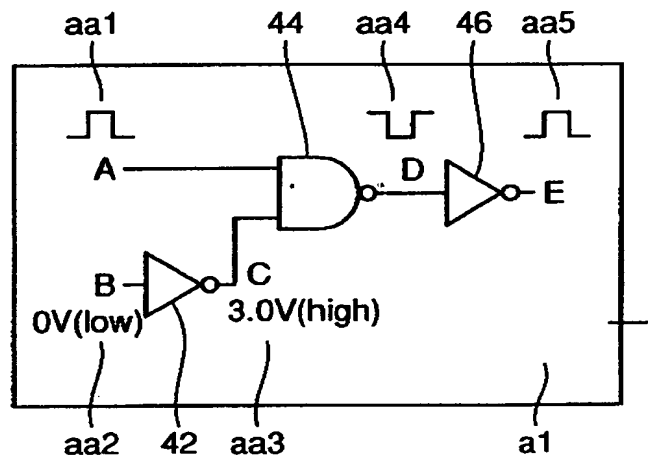 aa1 44 aa4 46 aa5
A D E
B C
0V(low) 3.0V(high)
aa2 42 aa3 a1